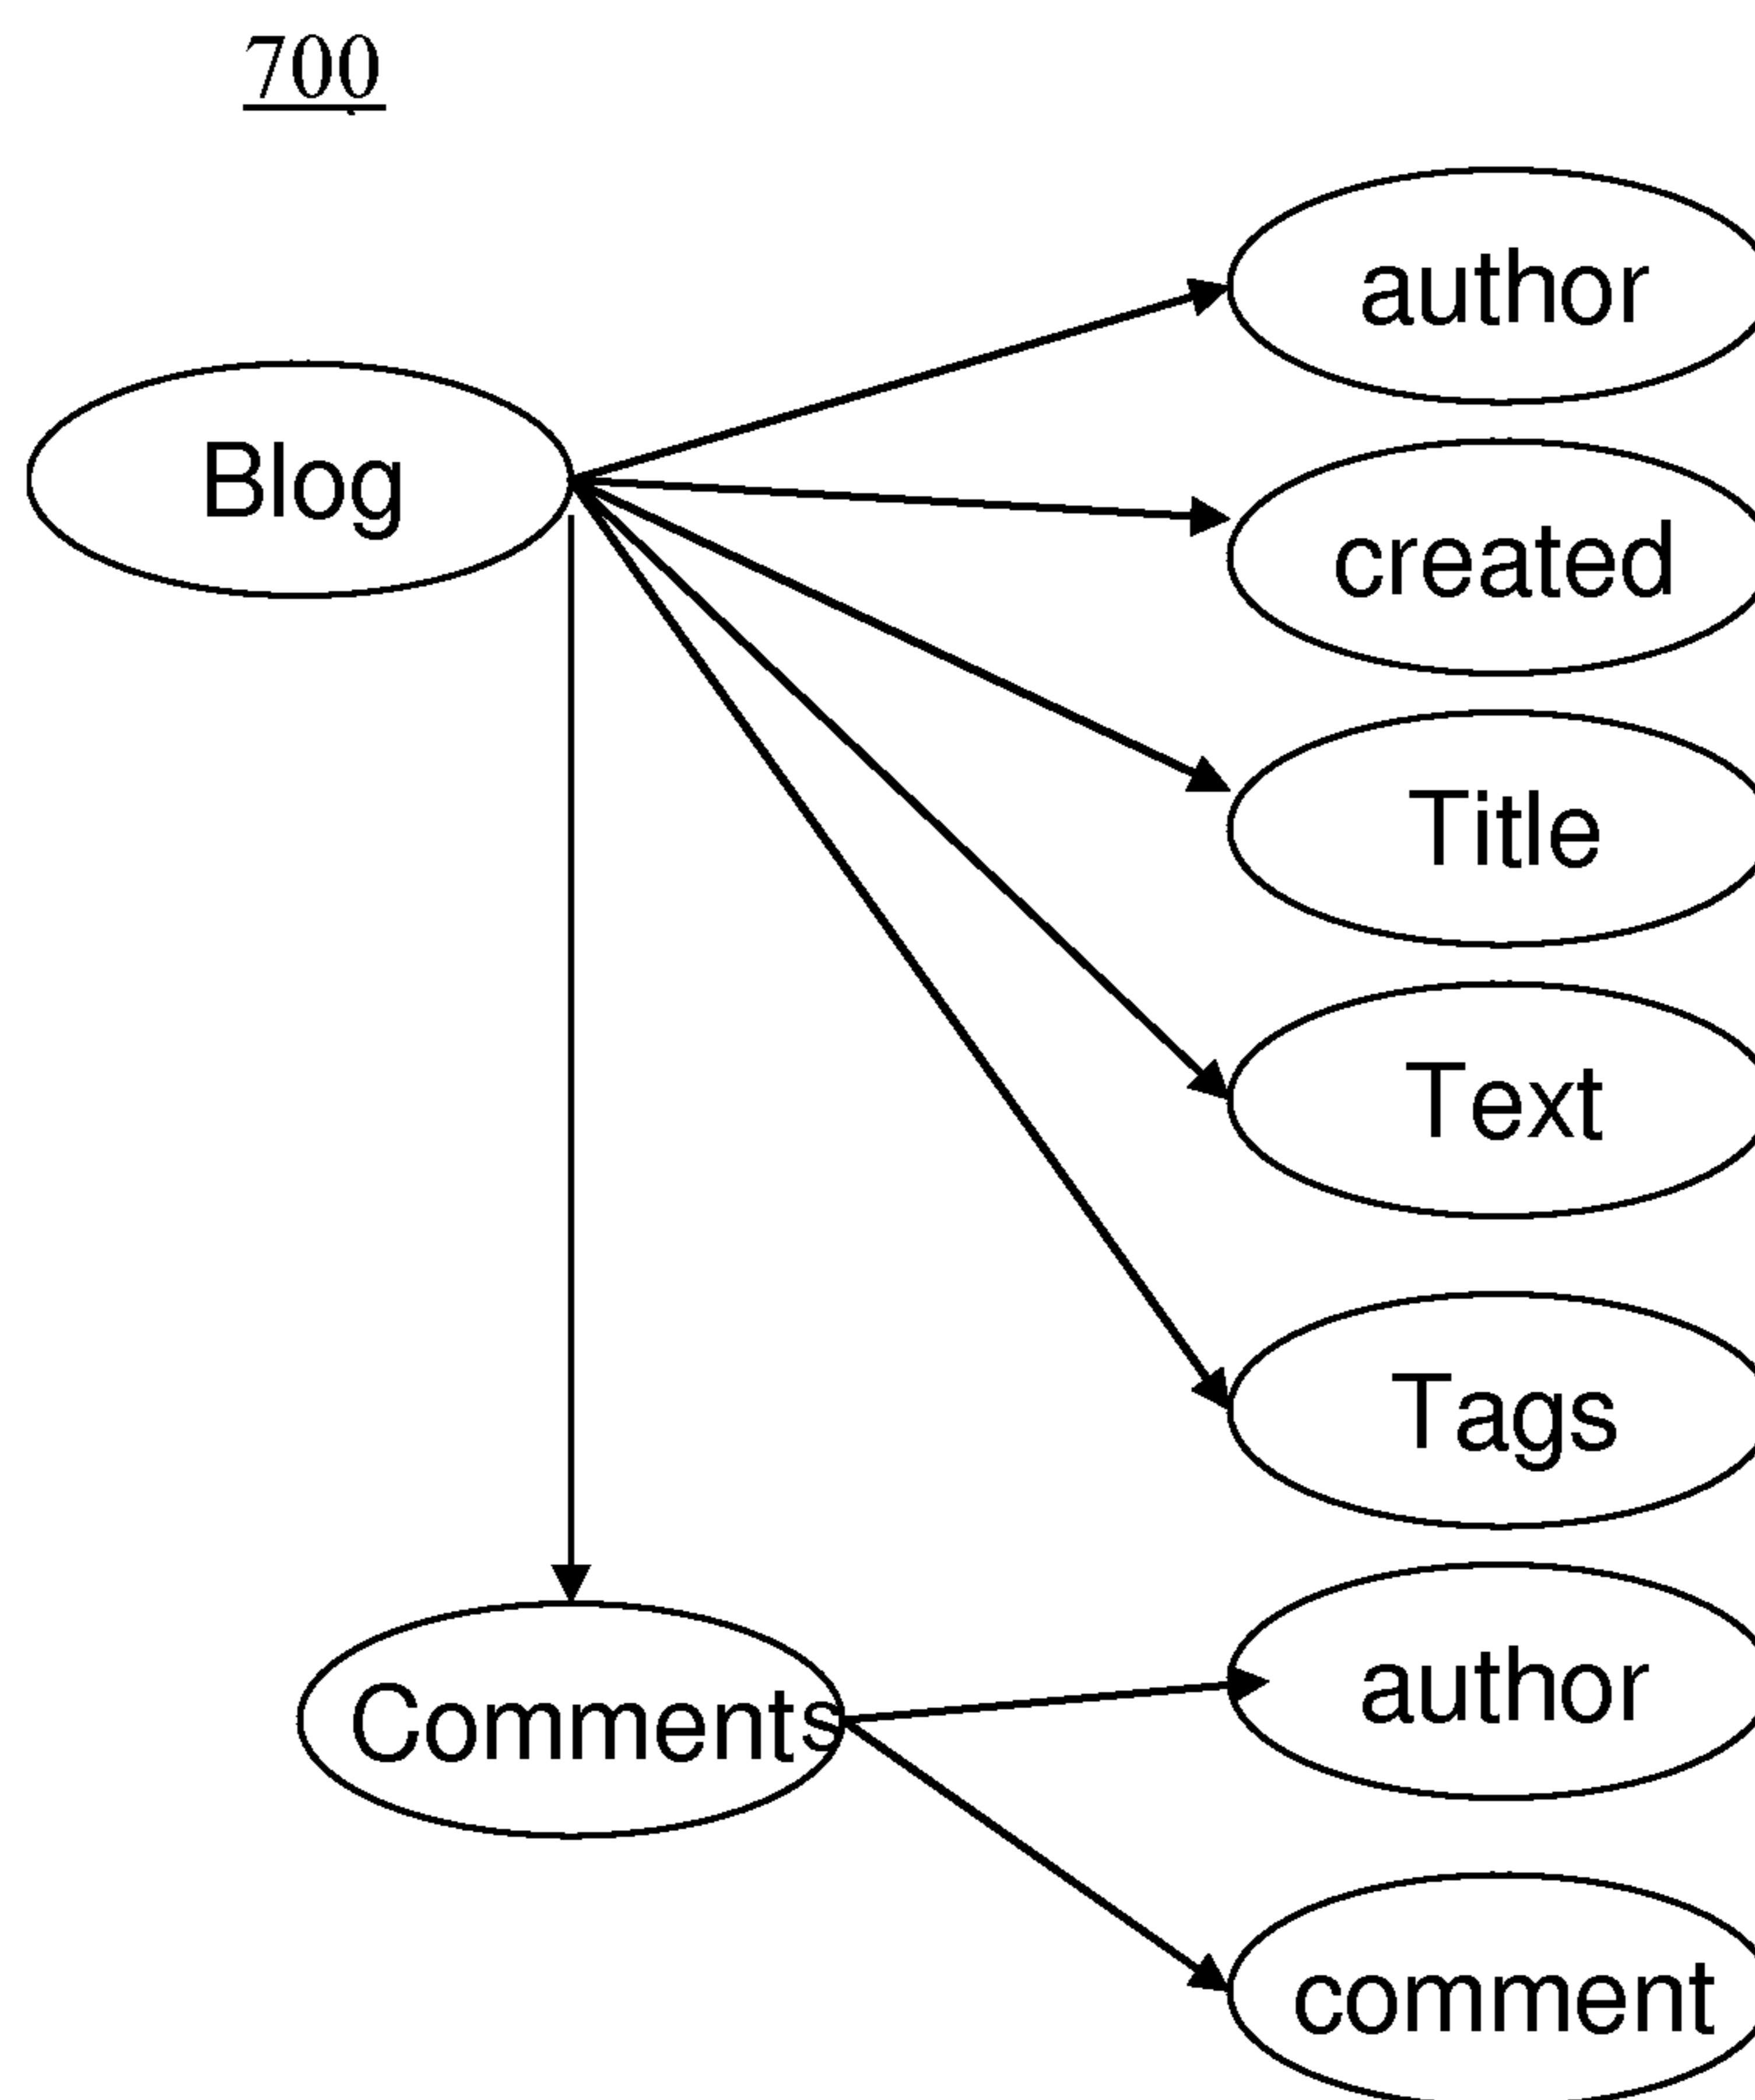 700
author
Blog
created
Title
Text
Tags
Comments
author
comment